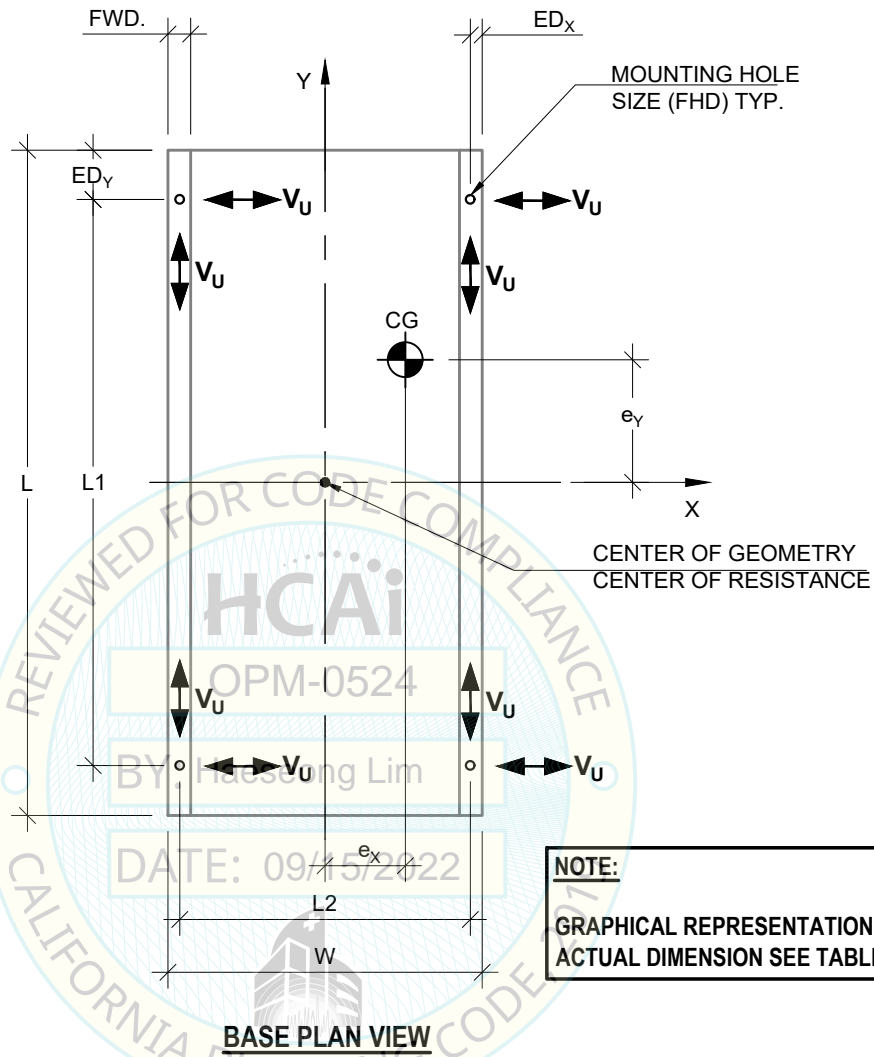 FWD.
EDX
Y
MOUNTING HOLE
SIZE (FHD) TYP.
EDY
VU
VU
VU
VU
CG
eY
L
L1
X
CENTER OF GEOMETRY
CENTER OF RESISTANCE
REVIEWED FOR CODE COMPLIANCE
HCAi
OPM-0524
VU
VU
BY: Haeseong Lim
VU
VU
DATE: 09/15/2022
eX
L2
W
NOTE:
GRAPHICAL REPRESENTATION
ACTUAL DIMENSION SEE TABL
CALIFORNIA
CODE
BASE PLAN VIEW